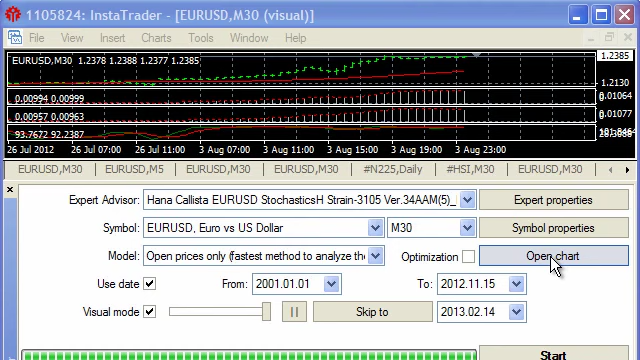 1105824: InstaTrader - [EURUSD,M30 (visual)]
File View Insert Charts Tools Window Help
EURUSD,M30 1.2378 1.2388 1.2377 1.2385
1.2385
1.2130
0.00994 0.00999
0.01064
0.00957 0.00963
0.01077
93.7672 92.2387
26 Jul 2012 26 Jul 07:00 26 Jul 11:00 3 Aug 07:00 3 Aug 11:00 3 Aug 15:00 3 Aug 19:00 3 Aug 23:00
EURUSD,M30 EURUSD,M5 EURUSD,M30 EURUSD,M30 #N225,Daily #HSI,M30 EURUSD,M30
Expert Advisor: Hana Callista EURUSD StochasticsH Strain-3105 Ver.34AAM(5)_ Expert properties
Symbol: EURUSD, Euro vs US Dollar M30 Symbol properties
Model: Open prices only (fastest method to analyze the Optimization Open chart
Use date From: 2001.01.01 To: 2012.11.15
Visual mode Skip to 2013.02.14
Start